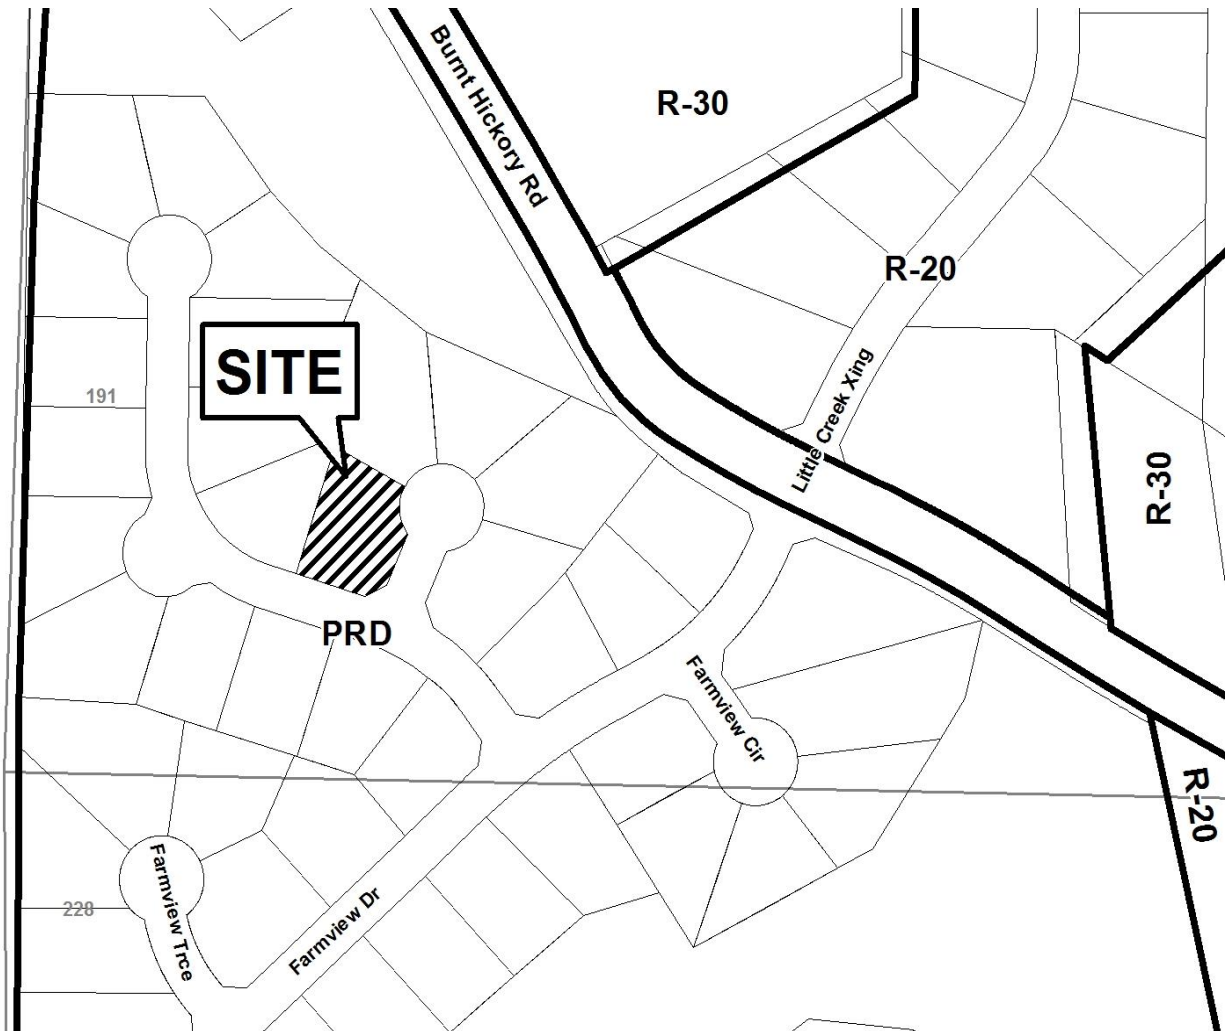 Burnt Hickory Rd
R-30
R-20
SITE
191
Little Creek Xing
R-30
PRD
Farmview Cir
R-20
Farmview Trce
228
Farmview Dr